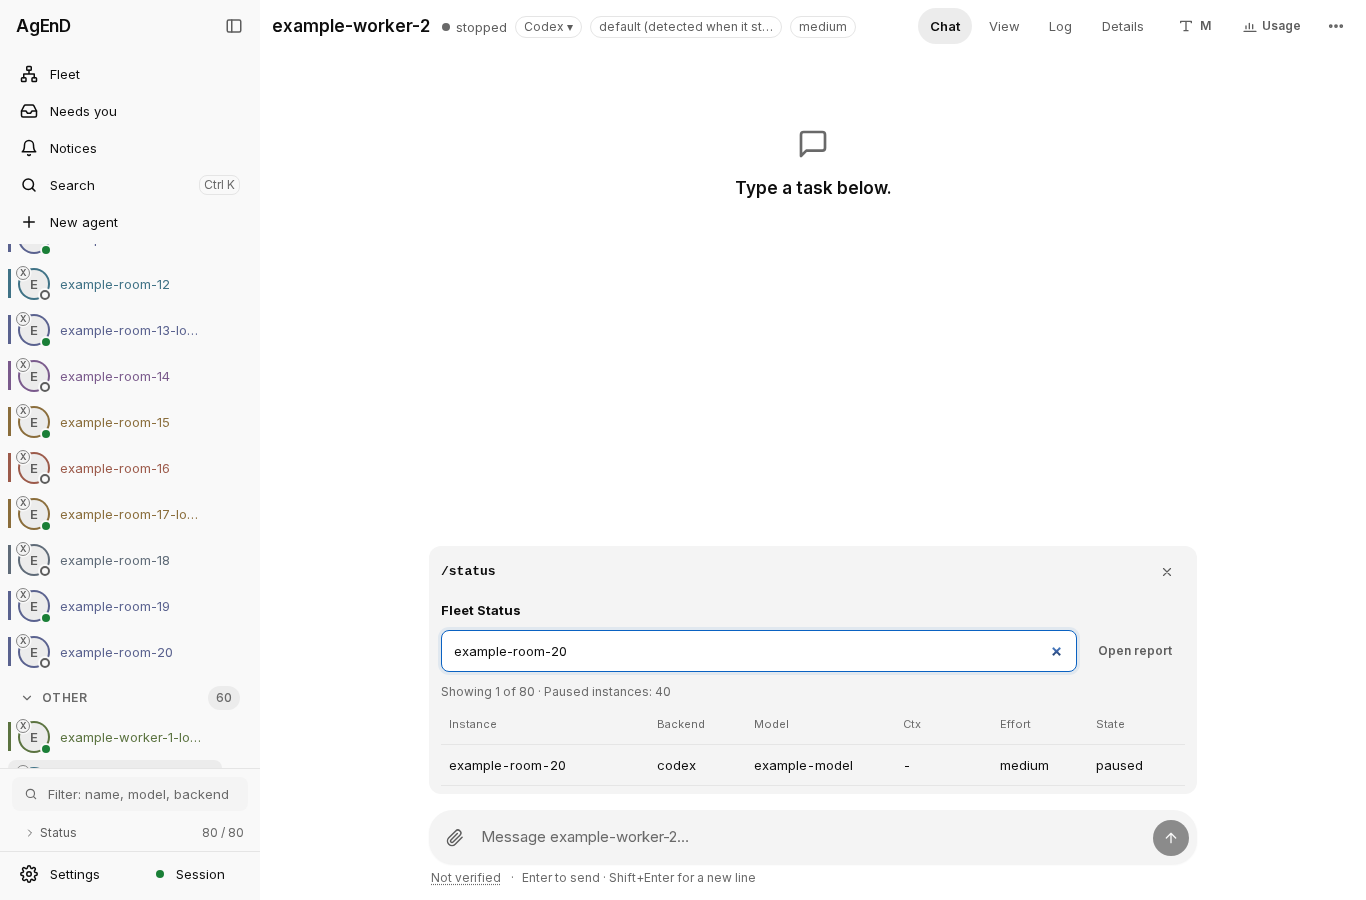 AgEnD
Fleet
Needs you
Notices
Search Ctrl K
New agent
X E example-room-12
X E example-room-13-lo…
X E example-room-14
X E example-room-15
X E example-room-16
X E example-room-17-lo…
X E example-room-18
X E example-room-19
X E example-room-20
OTHER 60
X E example-worker-1-lo…
Filter: name, model, backend
Status 80 / 80
Settings Session
example-worker-2 stopped Codex ▾ default (detected when it st… medium Chat View Log Details M Usage
Type a task below.
/status
Fleet Status
example-room-20 Open report
Showing 1 of 80 · Paused instances: 40
Instance Backend Model Ctx Effort State
example-room-20 codex example-model - medium paused
Message example-worker-2...
Not verified · Enter to send · Shift+Enter for a new line